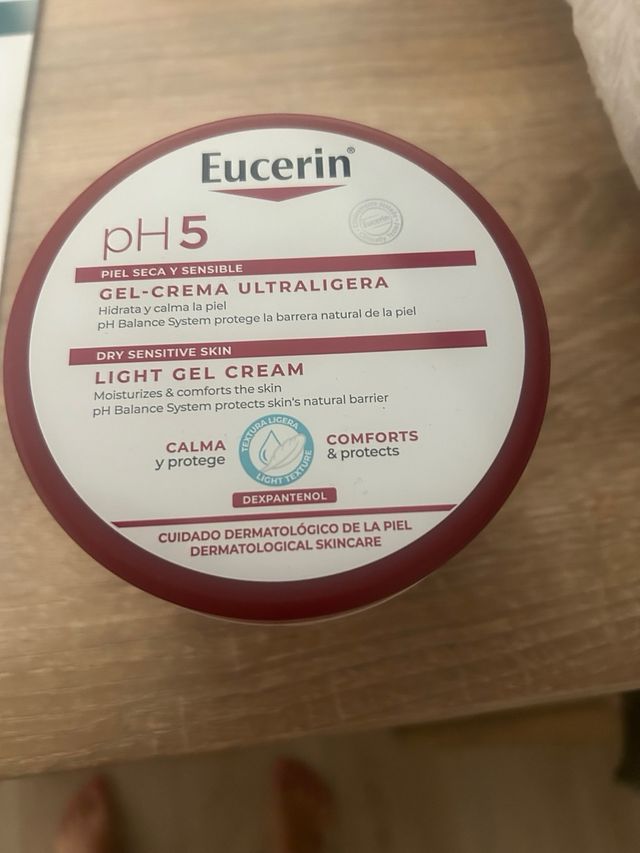 Eucerin®
pH5
PIEL SECA Y SENSIBLE
GEL-CREMA ULTRALIGERA
Hidrata y calma la piel
pH Balance System protege la barrera natural de la piel
DRY SENSITIVE SKIN
LIGHT GEL CREAM
Moisturizes & comforts the skin
pH Balance System protects skin's natural barrier
CALMA
y protege
TEXTURA LIGERA
LIGHT TEXTURE
COMFORTS
& protects
DEXPANTENOL
CUIDADO DERMATOLÓGICO DE LA PIEL
DERMATOLOGICAL SKINCARE